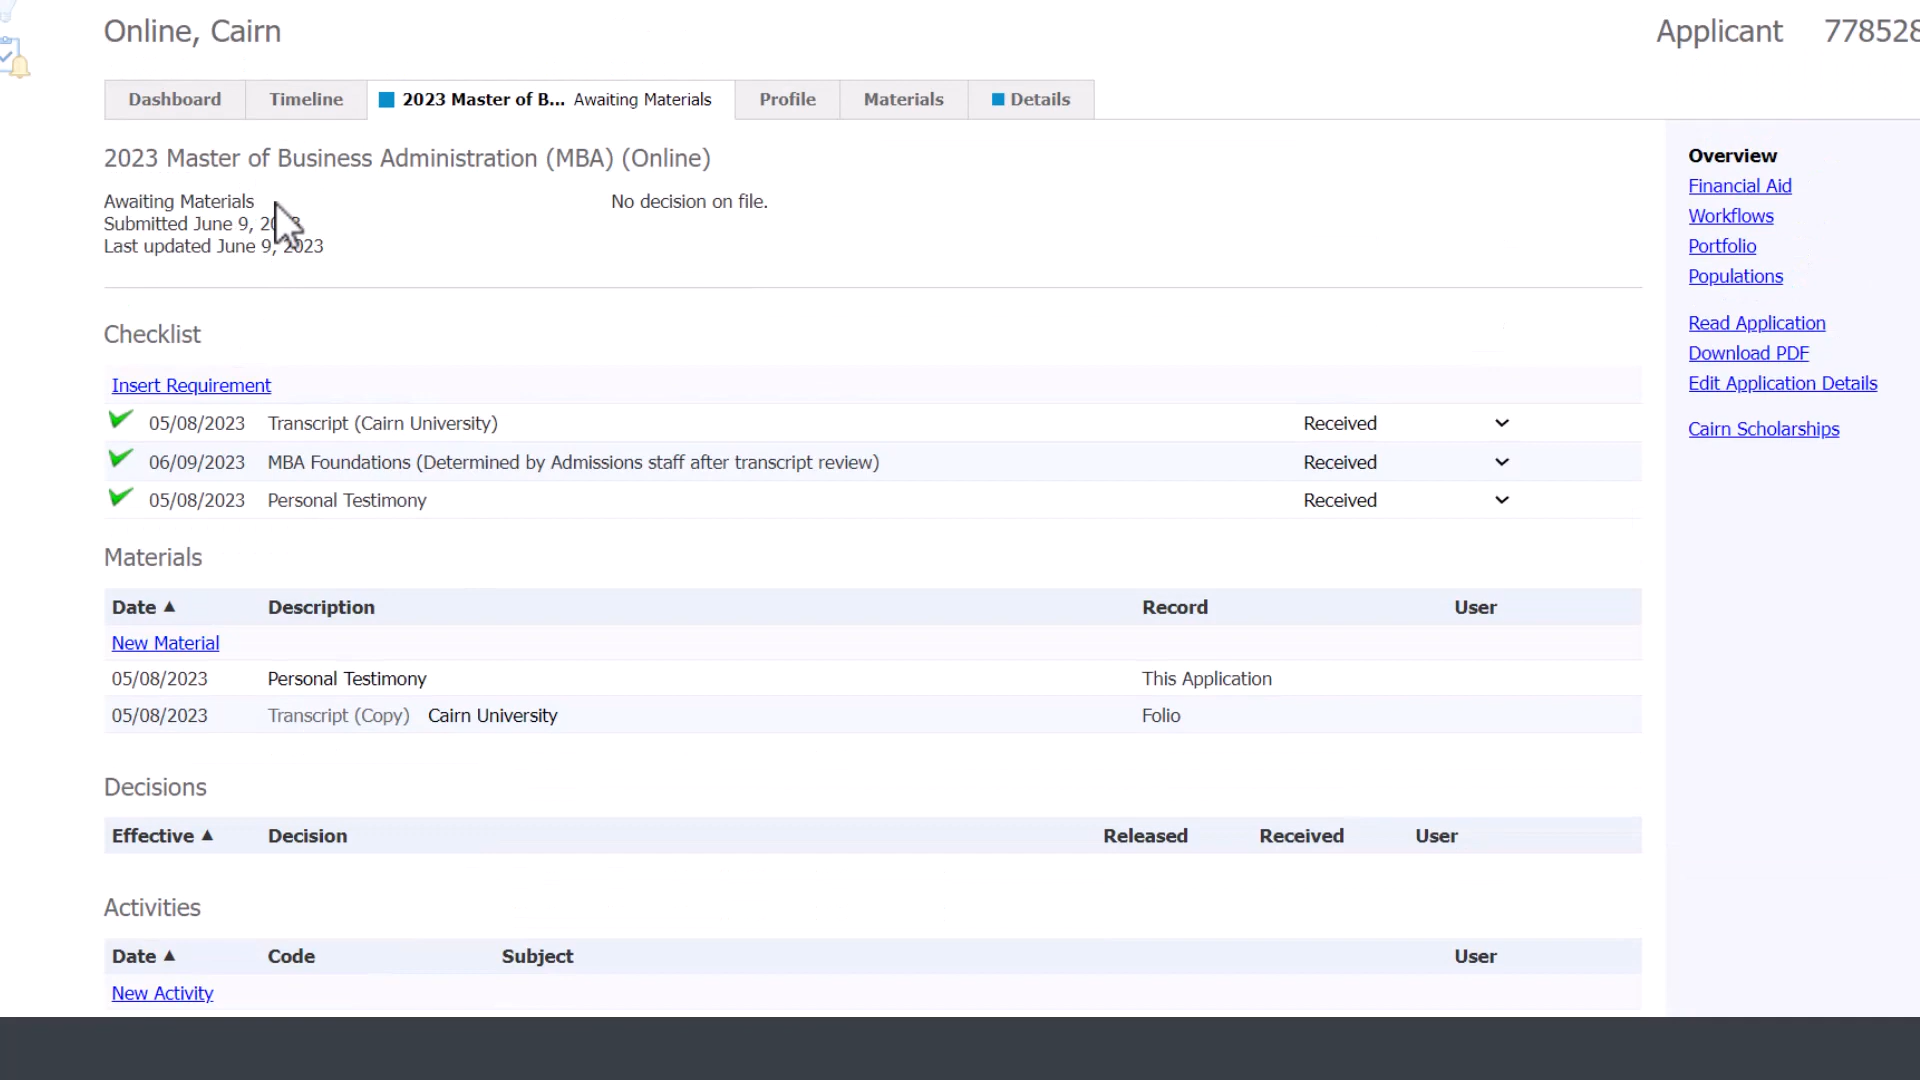 Online, Cairn
Applicant 778528
Dashboard Timeline 2023 Master of B... Awaiting Materials Profile Materials Details
2023 Master of Business Administration (MBA) (Online)
Awaiting Materials
No decision on file.
Submitted June 9,
Last updated June 9, 2023
Checklist
Insert Requirement
05/08/2023 Transcript (Cairn University) Received
06/09/2023 MBA Foundations (Determined by Admissions staff after transcript review) Received
05/08/2023 Personal Testimony Received
Materials
Date ▲ Description Record User
New Material
05/08/2023 Personal Testimony This Application
05/08/2023 Transcript (Copy) Cairn University Folio
Decisions
Effective ▲ Decision Released Received User
Activities
Date ▲ Code Subject User
New Activity
Overview
Financial Aid
Workflows
Portfolio
Populations
Read Application
Download PDF
Edit Application Details
Cairn Scholarships